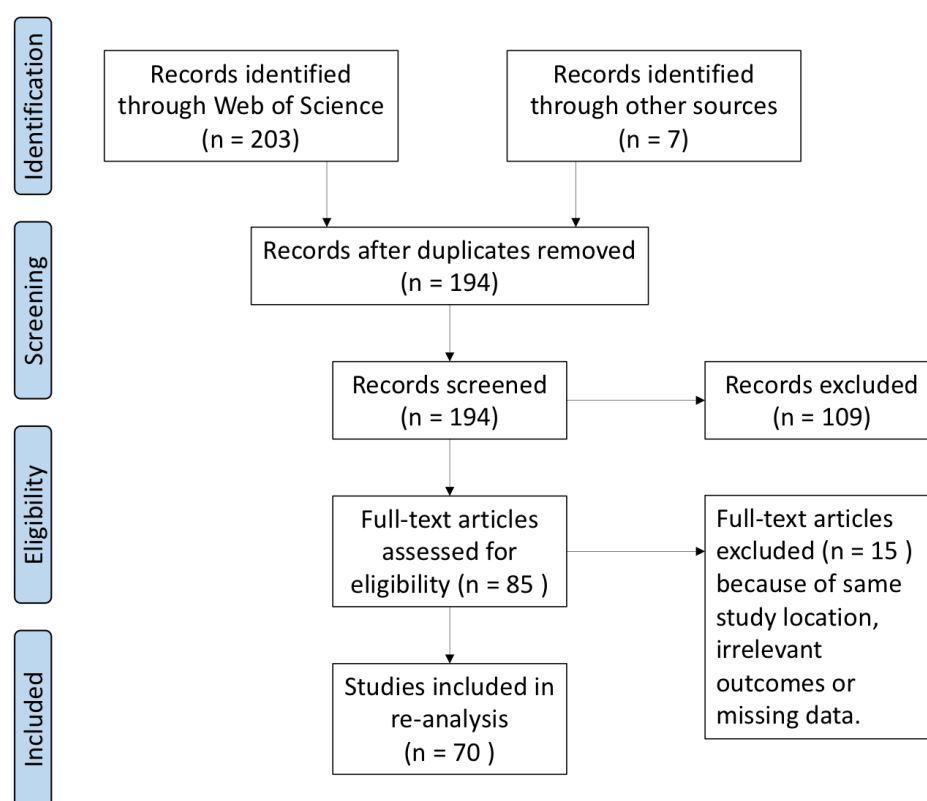 Identification
Records identified
through Web of Science
(n = 203)
Records identified
through other sources
(n = 7)
Screening
Records after duplicates removed
(n = 194)
Records screened
(n = 194)
Records excluded
(n = 109)
Eligibility
Full-text articles
assessed for
eligibility (n = 85 )
Full-text articles
excluded (n = 15 )
because of same
study location,
irrelevant
outcomes or
missing data.
Included
Studies included in
re-analysis
(n = 70 )